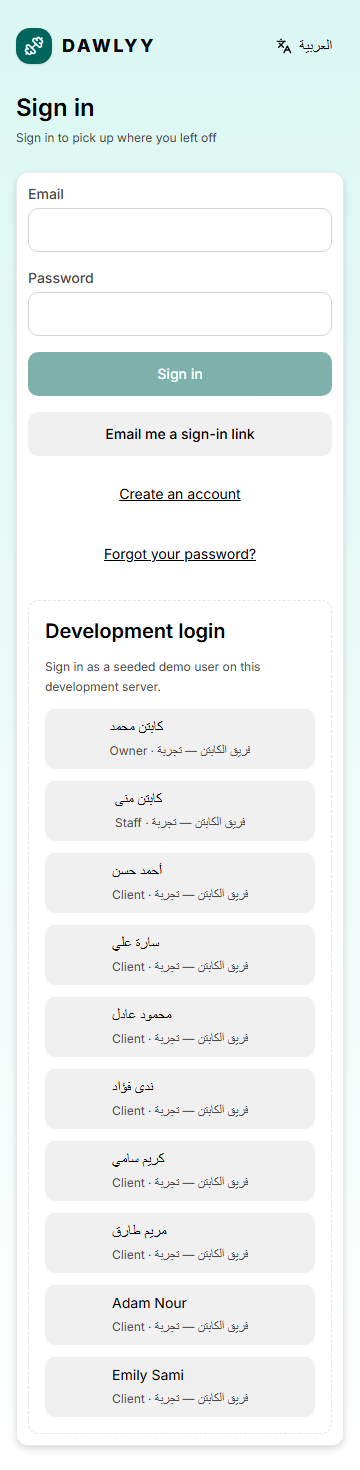 DAWLYY
العربية
Sign in
Sign in to pick up where you left off
Email
Password
Sign in
Email me a sign-in link
Create an account
Forgot your password?
Development login
Sign in as a seeded demo user on this
development server.
كابتن محمد
Owner · فريق الكابتن — تجربة
كابتن منى
Staff · فريق الكابتن — تجربة
أحمد حسن
Client · فريق الكابتن — تجربة
سارة علي
Client · فريق الكابتن — تجربة
محمود عادل
Client · فريق الكابتن — تجربة
ندى فؤاد
Client · فريق الكابتن — تجربة
كريم سامي
Client · فريق الكابتن — تجربة
مريم طارق
Client · فريق الكابتن — تجربة
Adam Nour
Client · فريق الكابتن — تجربة
Emily Sami
Client · فريق الكابتن — تجربة